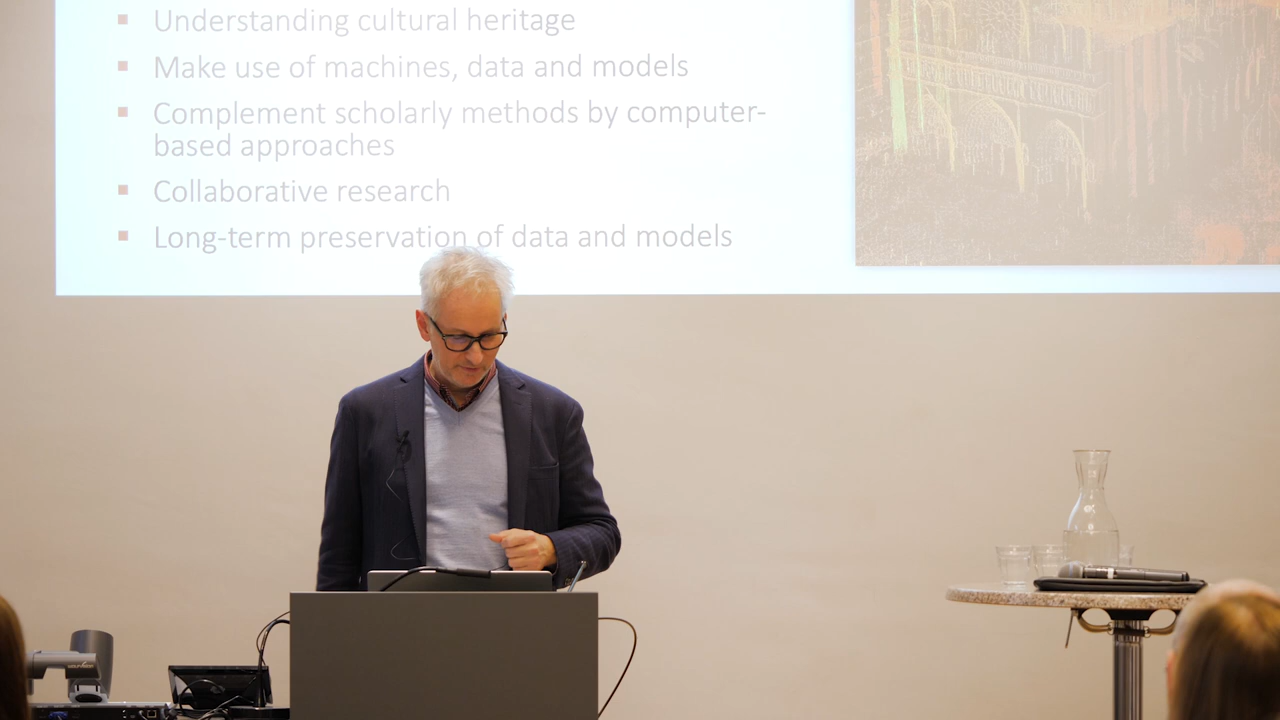 Understanding cultural heritage
Make use of machines, data and models
Complement scholarly methods by computer-
based approaches
Collaborative research
Long-term preservation of data and models